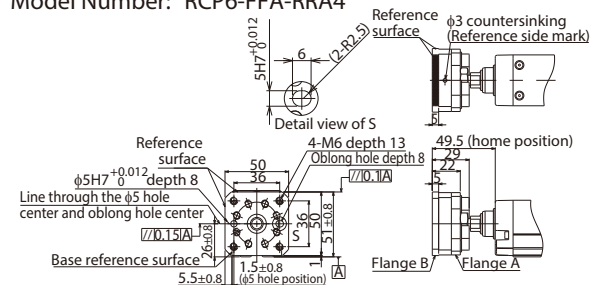 Model Number: RCP6-FFA-RRA4
Reference
surface
ϕ3 countersinking
(Reference side mark)
5H7 +0.012 0
6
(2-R2.5)
Detail view of S
5
Reference
surface
4-M6 depth 13
Oblong hole depth 8
ϕ5H7 +0.012 0 depth 8
50
36
//0.1A
Line through the ϕ5 hole
center and oblong hole center
//0.15A
36
50
51±0.8
S
26±0.8
1
Base reference surface
1.5±0.8
(ϕ5 hole position)
5.5±0.8
A
49.5 (home position)
29
22
5
Flange B
Flange A